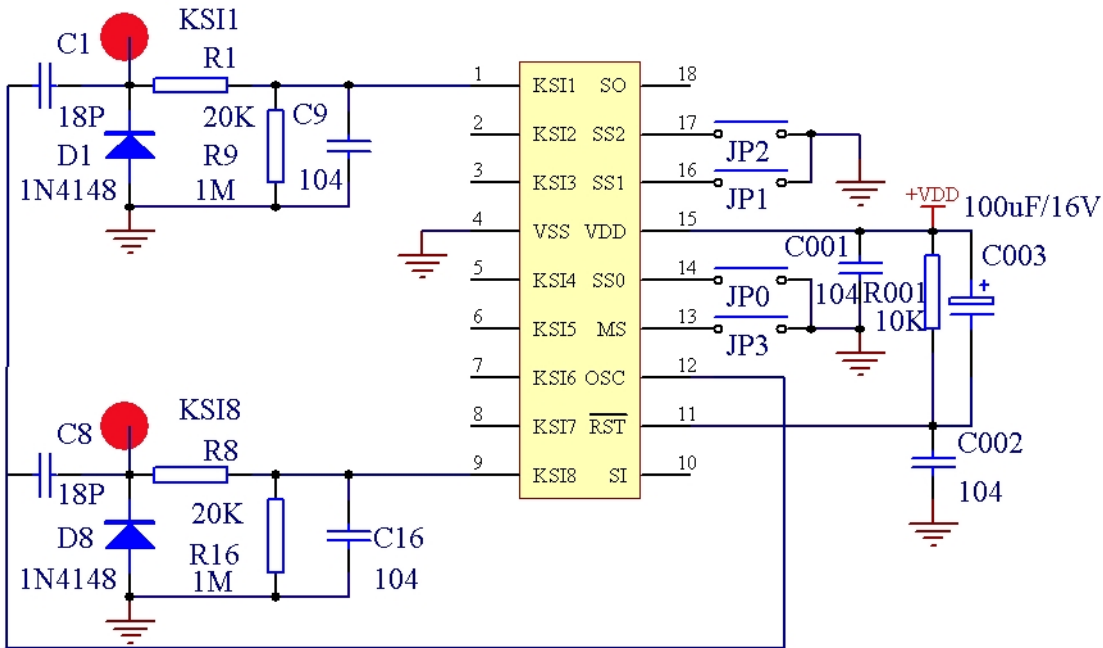 KSI1
C1
R1
18P
20K
C9
D1
R9
1N4148
1M
104
1
KSI1
SO
18
2
KSI2
SS2
17
JP2
3
KSI3
SS1
16
JP1
4
VSS
VDD
15
+VDD
100uF/16V
C001
C003
5
KSI4
SS0
14
JP0
104
R001
+
10K
6
KSI5
MS
13
JP3
7
KSI6
OSC
12
8
KSI7
RST
11
C002
104
9
KSI8
SI
10
KSI8
C8
R8
18P
20K
D8
R16
C16
1N4148
1M
104